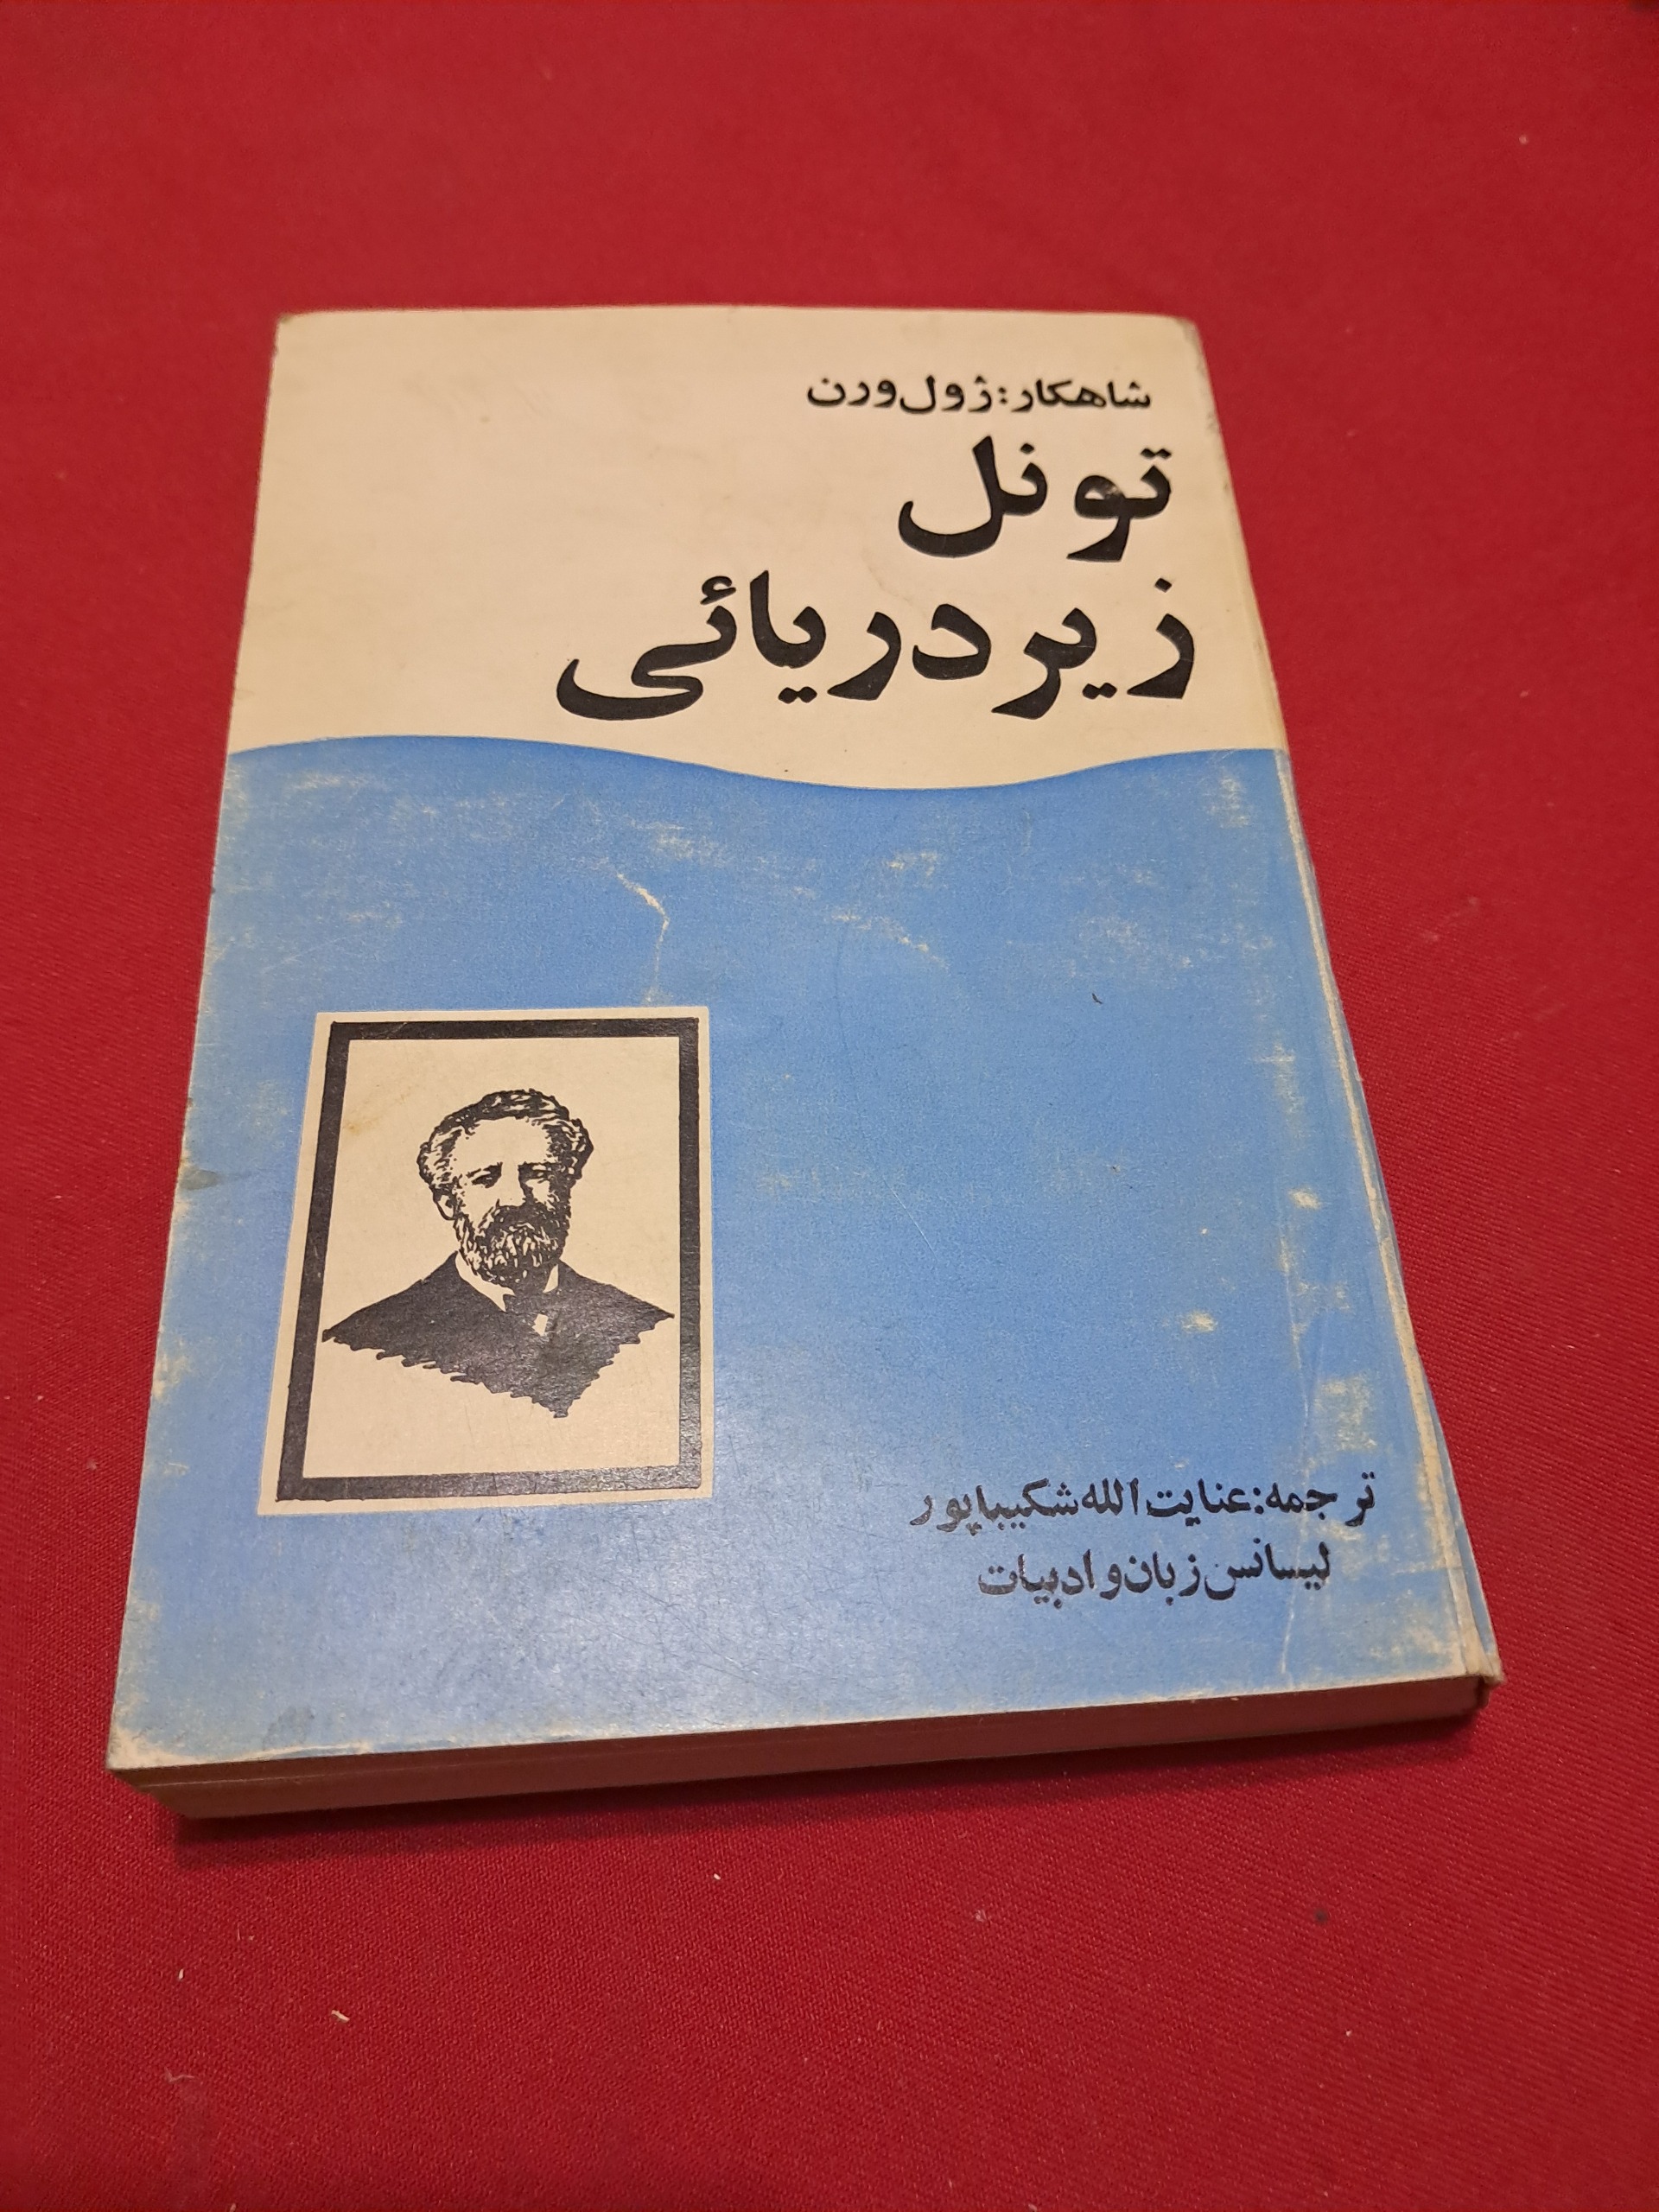 شاهکار: ژول ورن
تونل
زیردریائی
ترجمه: عنایت الله شکیباپور
لیسانس زبان و ادبیات